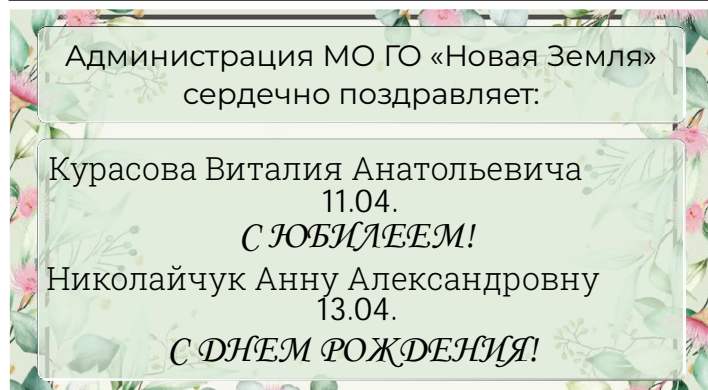 Администрация МО ГО «Новая Земля»
сердечно поздравляет:
Курасова Виталия Анатольевича
11.04.
С ЮБИЛЕЕМ!
Николайчук Анну Александровну
13.04.
С ДНЕМ РОЖДЕНИЯ!